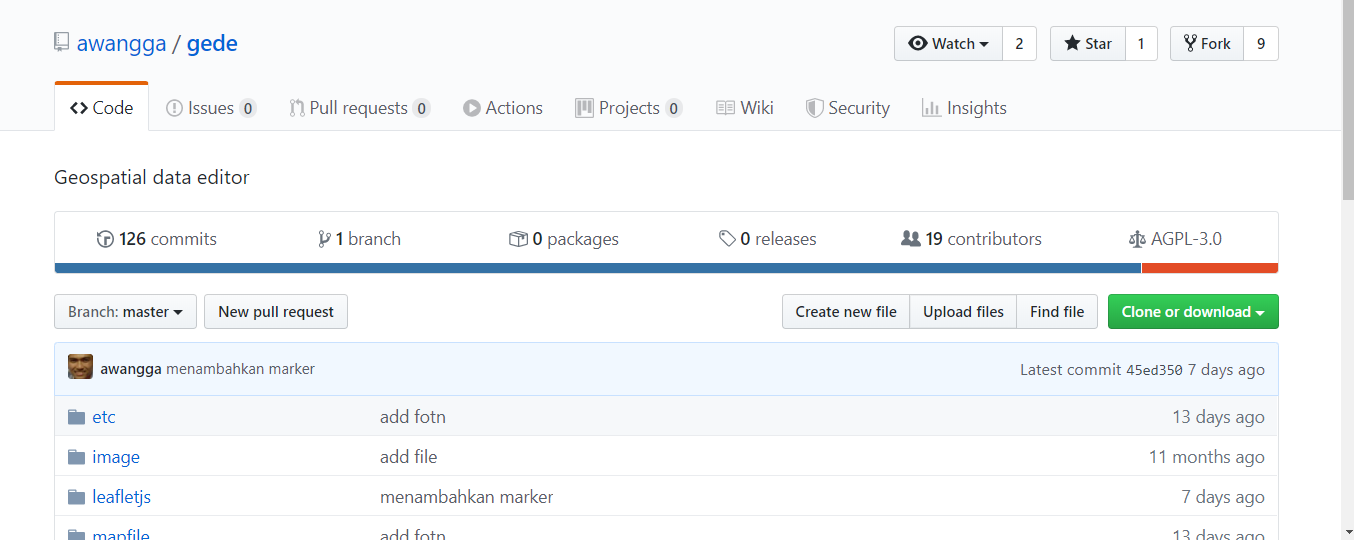 awangga / gede Watch 2 Star 1 Fork 9
Code Issues 0 Pull requests 0 Actions Projects 0 Wiki Security Insights
Geospatial data editor
126 commits 1 branch 0 packages 0 releases 19 contributors AGPL-3.0
Branch: master New pull request Create new file Upload files Find file Clone or download
awangga menambahkan marker Latest commit 45ed350 7 days ago
etc add fotn 13 days ago
image add file 11 months ago
leafletjs menambahkan marker 7 days ago
mapfile add fotn 13 days ago